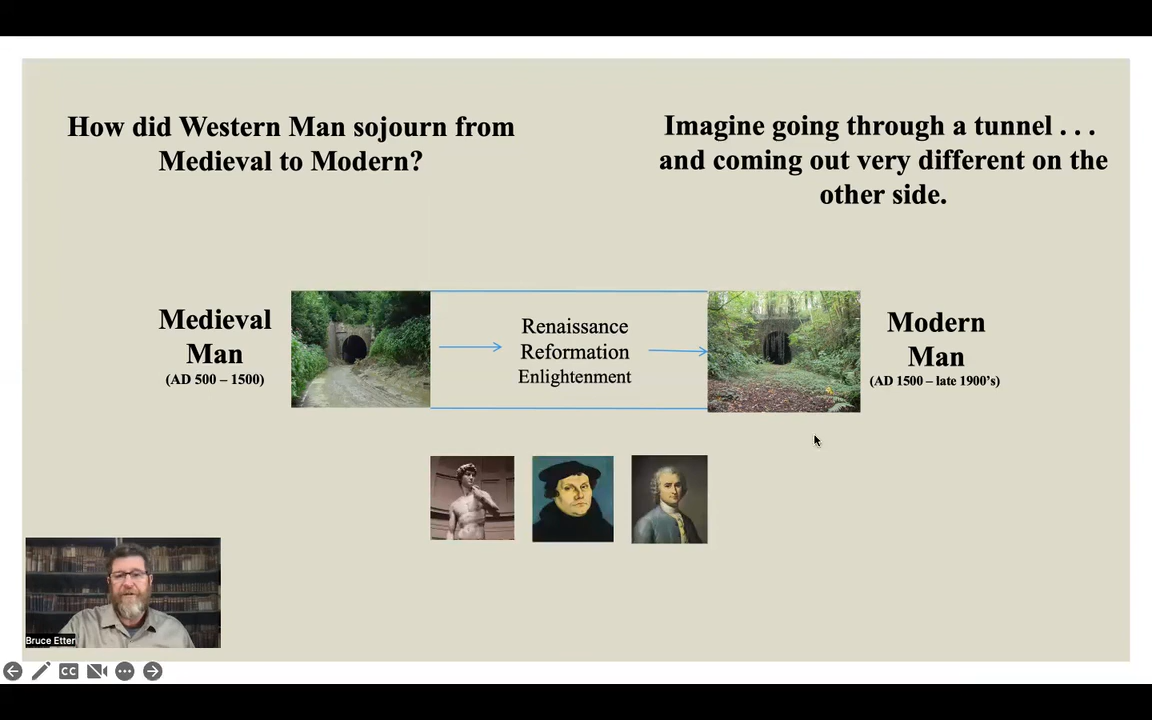 How did Western Man sojourn from
Medieval to Modern?
Imagine going through a tunnel . . .
and coming out very different on the
other side.
Medieval
Man
(AD 500 – 1500)
Renaissance
Reformation
Enlightenment
Modern
Man
(AD 1500 – late 1900's)
Bruce Etter
CC